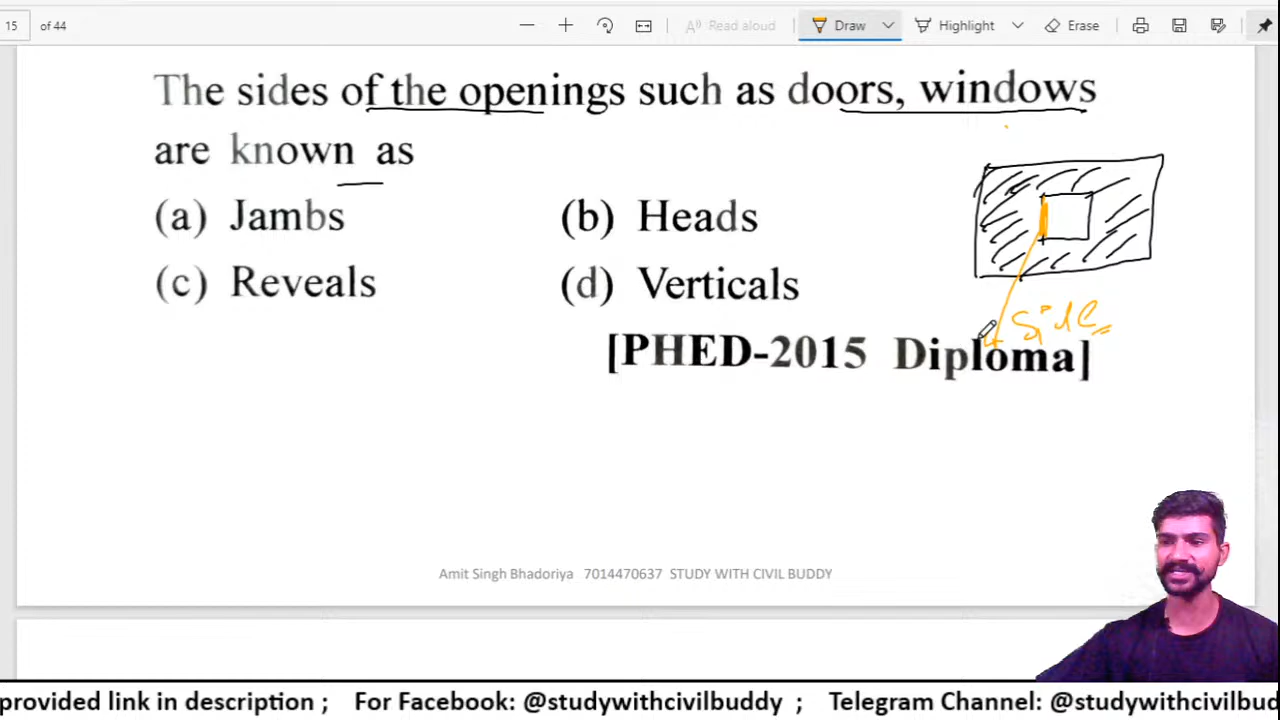 15 of 44
Read aloud
Draw
Highlight
Erase
The sides of the openings such as doors, windows
are known as
(a) Jambs (b) Heads
(c) Reveals (d) Verticals
Side
[PHED-2015 Diploma]
Amit Singh Bhadoriya 7014470637 STUDY WITH CIVIL BUDDY
provided link in description ; For Facebook: @studywithcivilbuddy ; Telegram Channel: @studywithcivilbud